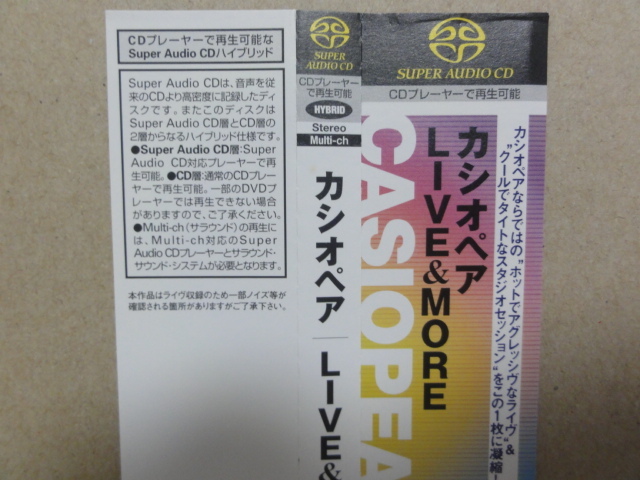 CDプレーヤーで再生可能な
Super Audio CDハイブリッド
Super Audio CDは、音声を従
来のCDより高密度に記録したディ
スクです。またこのディスクは
Super Audio CD層とCD層の
2層からなるハイブリッド仕様です。
●Super Audio CD層:Super
Audio CD対応プレーヤーで再
生可能。●CD層:通常のCDプレー
ヤーで再生可能。一部のDVDプ
レーヤーでは再生できない場合
がありますので、ご了承ください。
●Multi-ch(サラウンド)の再生に
は、Multi-ch対応のSuper
Audio CDプレーヤーとサラウンド・
サウンド・システムが必要となります。
本作品はライヴ収録のため一部ノイズ等が
確認される箇所がありますがご了承下さい。
SUPER AUDIO CD
CDプレーヤー
で再生可能
HYBRID
Stereo
Multi-ch
カシオペア
LIVE&
SUPER AUDIO CD
CDプレーヤーで再生可能
CASIOPEA
カシオペア
LIVE&MORE
カシオペアならではの"ホットでアグレッシヴなライヴ"&
"クールでタイトなスタジオセッション"をこの1枚に凝縮